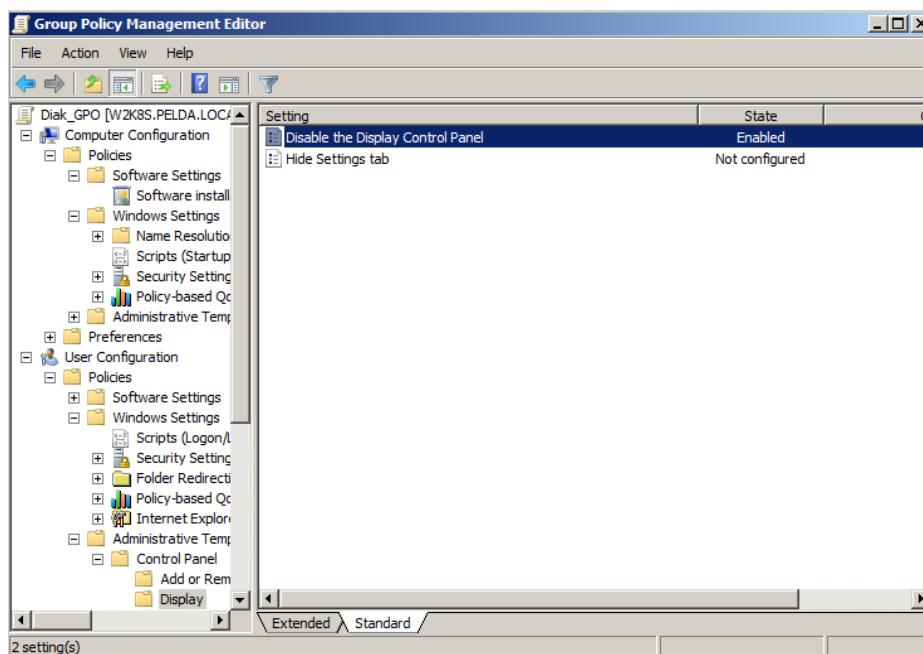 Group Policy Management Editor
File Action View Help
Diak_GPO [W2K8S.PELDA.LOCA
Computer Configuration
Policies
Software Settings
Software install
Windows Settings
Name Resolutio
Scripts (Startup
Security Setting
Policy-based Qo
Administrative Temp
Preferences
User Configuration
Policies
Software Settings
Windows Settings
Scripts (Logon/L
Security Setting
Folder Redirecti
Policy-based Qo
Internet Explore
Administrative Temp
Control Panel
Add or Rem
Display
Setting State
Disable the Display Control Panel Enabled
Hide Settings tab Not configured
Extended Standard
2 setting(s)